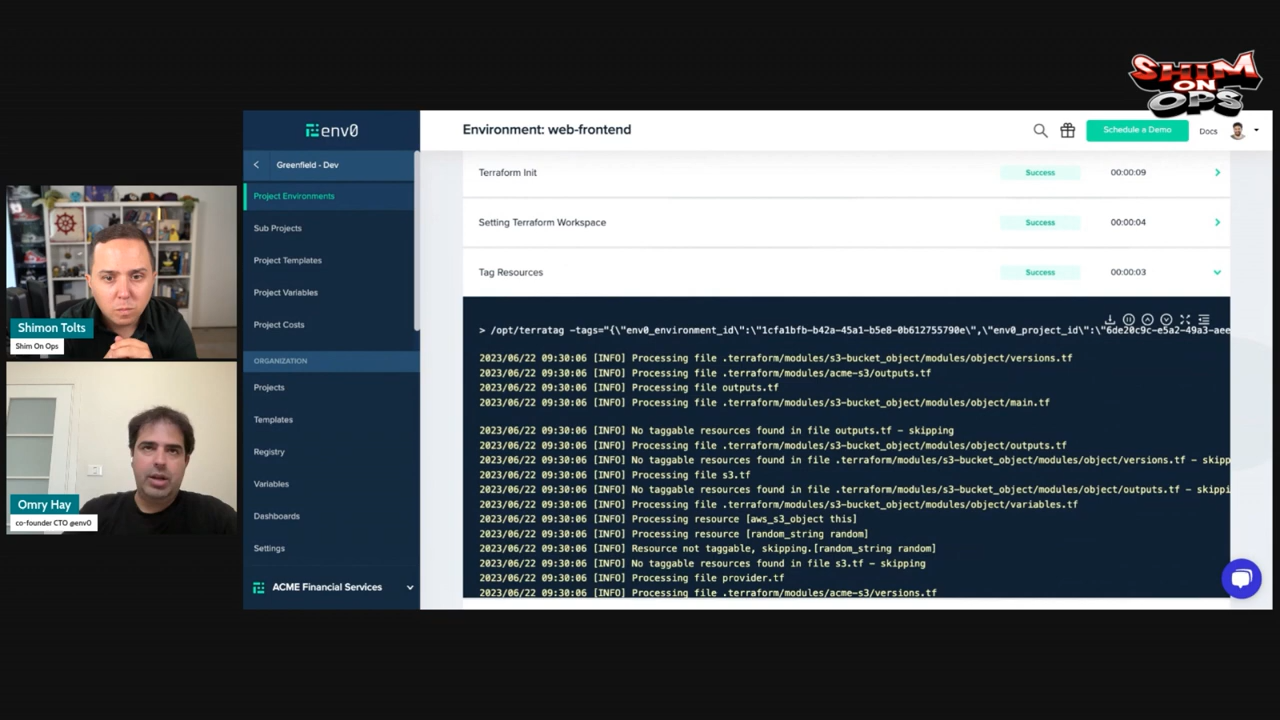 SHIM
ON
OPS
env0
Environment: web-frontend
Schedule a Demo
Docs
Greenfield - Dev
Project Environments
Sub Projects
Project Templates
Project Variables
Project Costs
ORGANIZATION
Projects
Templates
Registry
Variables
Dashboards
Settings
ACME Financial Services
Terraform Init Success 00:00:09
Setting Terraform Workspace Success 00:00:04
Tag Resources Success 00:00:03
> /opt/terratag -tags="{\"env0_environment_id\":\"1cfa1bfb-b42a-45a1-b5e8-0b612755790e\",\"env0_project_id\":\"6de20c9c-e5a2-49a3-aee
2023/06/22 09:30:06 [INFO] Processing file .terraform/modules/s3-bucket_object/modules/object/versions.tf
2023/06/22 09:30:06 [INFO] Processing file .terraform/modules/acme-s3/outputs.tf
2023/06/22 09:30:06 [INFO] Processing file outputs.tf
2023/06/22 09:30:06 [INFO] Processing file .terraform/modules/s3-bucket_object/modules/object/main.tf
2023/06/22 09:30:06 [INFO] No taggable resources found in file outputs.tf - skipping
2023/06/22 09:30:06 [INFO] Processing file .terraform/modules/s3-bucket_object/modules/object/outputs.tf
2023/06/22 09:30:06 [INFO] No taggable resources found in file .terraform/modules/s3-bucket_object/modules/object/versions.tf - skipp
2023/06/22 09:30:06 [INFO] Processing file s3.tf
2023/06/22 09:30:06 [INFO] No taggable resources found in file .terraform/modules/s3-bucket_object/modules/object/outputs.tf - skippi
2023/06/22 09:30:06 [INFO] Processing file .terraform/modules/s3-bucket_object/modules/object/variables.tf
2023/06/22 09:30:06 [INFO] Processing resource [aws_s3_object this]
2023/06/22 09:30:06 [INFO] Processing resource [random_string random]
2023/06/22 09:30:06 [INFO] Resource not taggable, skipping.[random_string random]
2023/06/22 09:30:06 [INFO] No taggable resources found in file s3.tf - skipping
2023/06/22 09:30:06 [INFO] Processing file provider.tf
2023/06/22 09:30:06 [INFO] Processing file .terraform/modules/acme-s3/versions.tf
Shimon Tolts
Shim On Ops
Omry Hay
co-founder CTO @env0